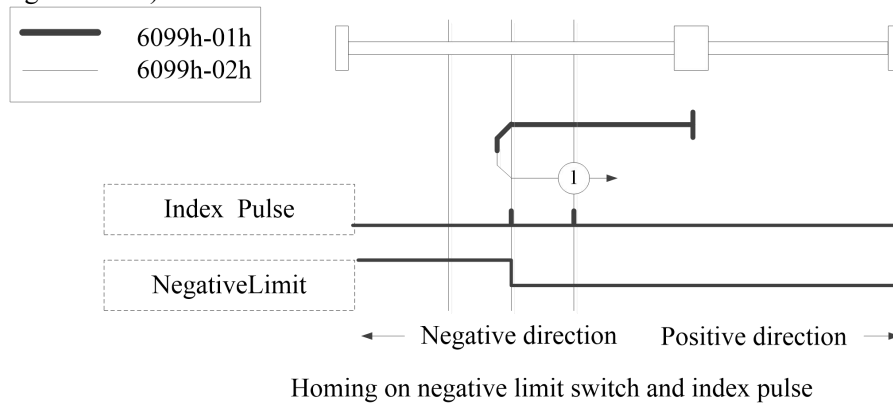 6099h-01h
6099h-02h
1
Index Pulse
NegativeLimit
Negative direction
Positive direction
Homing on negative limit switch and index pulse